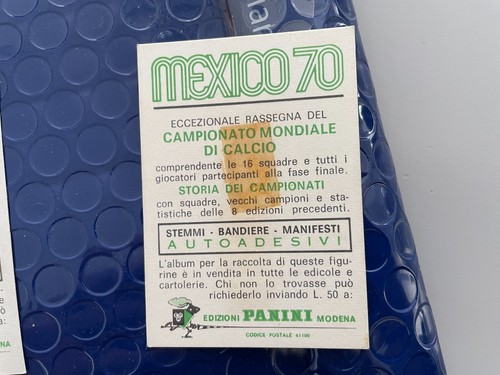 MEXICO 70
ECCEZIONALE RASSEGNA DEL
CAMPIONATO MONDIALE
DI CALCIO
comprendente le 16 squadre e tutti i
giocatori partecipanti alla fase finale.
STORIA DEI CAMPIONATI
con squadre, vecchi campioni e sta-
tistiche delle 8 edizioni precedenti.
STEMMI - BANDIERE - MANIFESTI
AUTOADESIVI
L'album per la raccolta di queste figu-
rine è in vendita in tutte le edicole e
cartolerie. Chi non lo trovasse può
richiederlo inviando L. 50 a:
EDIZIONI PANINI MODENA
CODICE POSTALE 41100